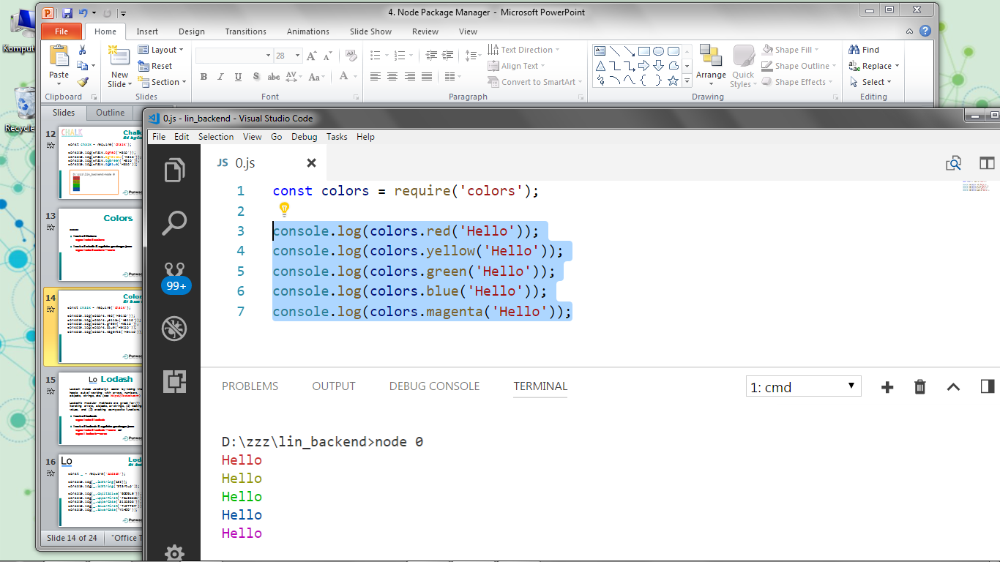 4. Node Package Manager - Microsoft PowerPoint
File Home Insert Design Transitions Animations Slide Show Review View
Paste
Clipboard
New
Slide
Layout
Reset
Section
Slides
28
B I U S abc AV Aa A
Font
Text Direction
Align Text
Convert to SmartArt
Paragraph
Arrange
Quick
Styles
Shape Fill
Shape Outline
Shape Effects
Drawing
Find
Replace
Select
Editing
Komput
Recycle
Slides Outline
12
CHALK
13
Colors
14
15
Lo Lodash
16
Lo
Slide 14 of 24 "Office T
0.js - lin_backend - Visual Studio Code
File Edit Selection View Go Debug Tasks Help
99+
JS 0.js
1 const colors = require('colors');
2
3 console.log(colors.red('Hello'));
4 console.log(colors.yellow('Hello'));
5 console.log(colors.green('Hello'));
6 console.log(colors.blue('Hello'));
7 console.log(colors.magenta('Hello'));
PROBLEMS OUTPUT DEBUG CONSOLE TERMINAL
1: cmd
D:\zzz\lin_backend>node 0
Hello
Hello
Hello
Hello
Hello